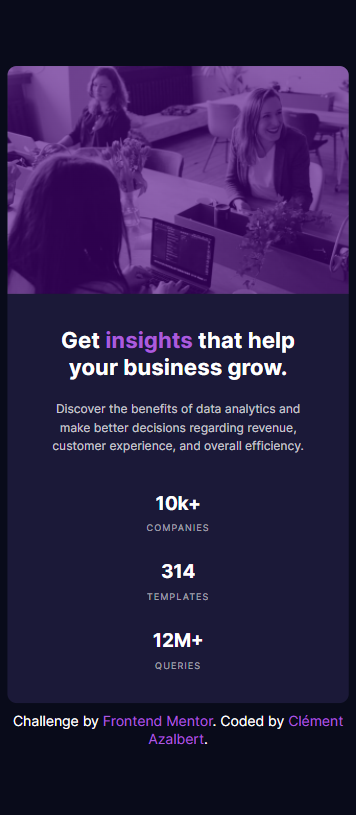 Get insights that help
your business grow.
Discover the benefits of data analytics and
make better decisions regarding revenue,
customer experience, and overall efficiency.
10k+
COMPANIES
314
TEMPLATES
12M+
QUERIES
Challenge by Frontend Mentor. Coded by Clément
Azalbert.